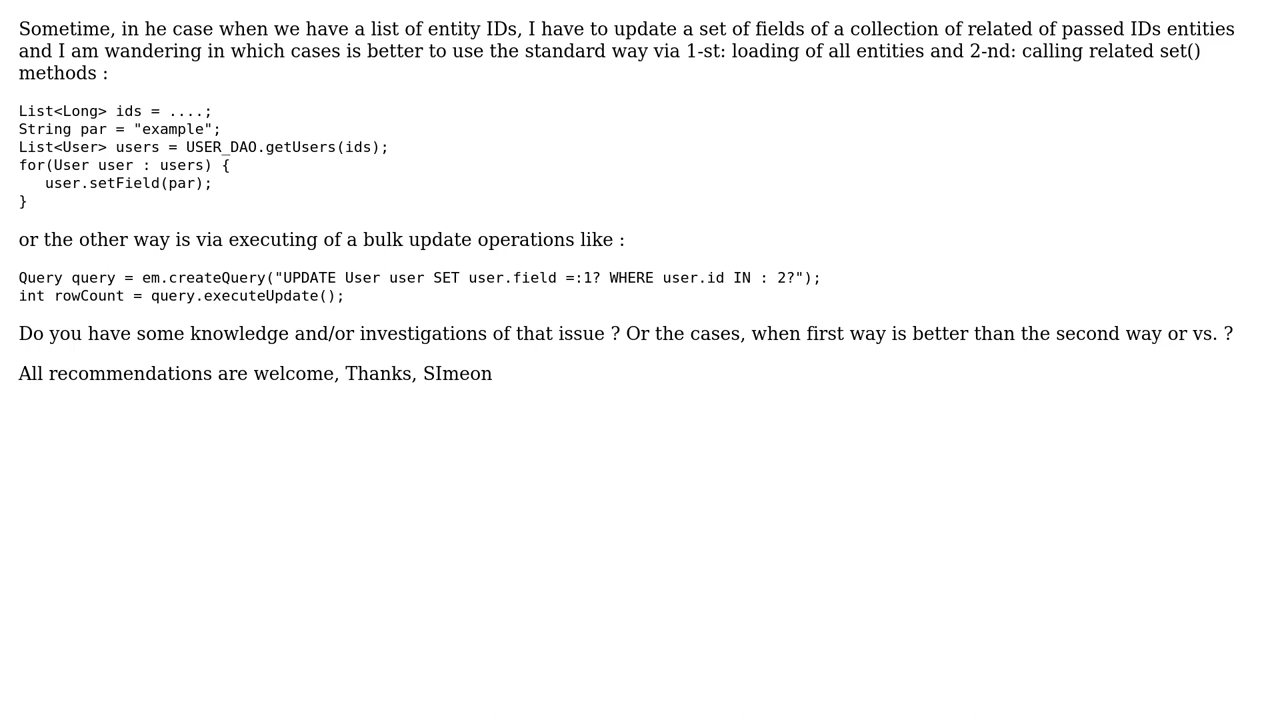 Sometime, in he case when we have a list of entity IDs, I have to update a set of fields of a collection of related of passed IDs entities
and I am wandering in which cases is better to use the standard way via 1-st: loading of all entities and 2-nd: calling related set()
methods :
List<Long> ids = ....;
String par = "example";
List<User> users = USER_DAO.getUsers(ids);
for(User user : users) {
   user.setField(par);
}
or the other way is via executing of a bulk update operations like :
Query query = em.createQuery("UPDATE User user SET user.field =:1? WHERE user.id IN : 2?");
int rowCount = query.executeUpdate();
Do you have some knowledge and/or investigations of that issue ? Or the cases, when first way is better than the second way or vs. ?
All recommendations are welcome, Thanks, SImeon